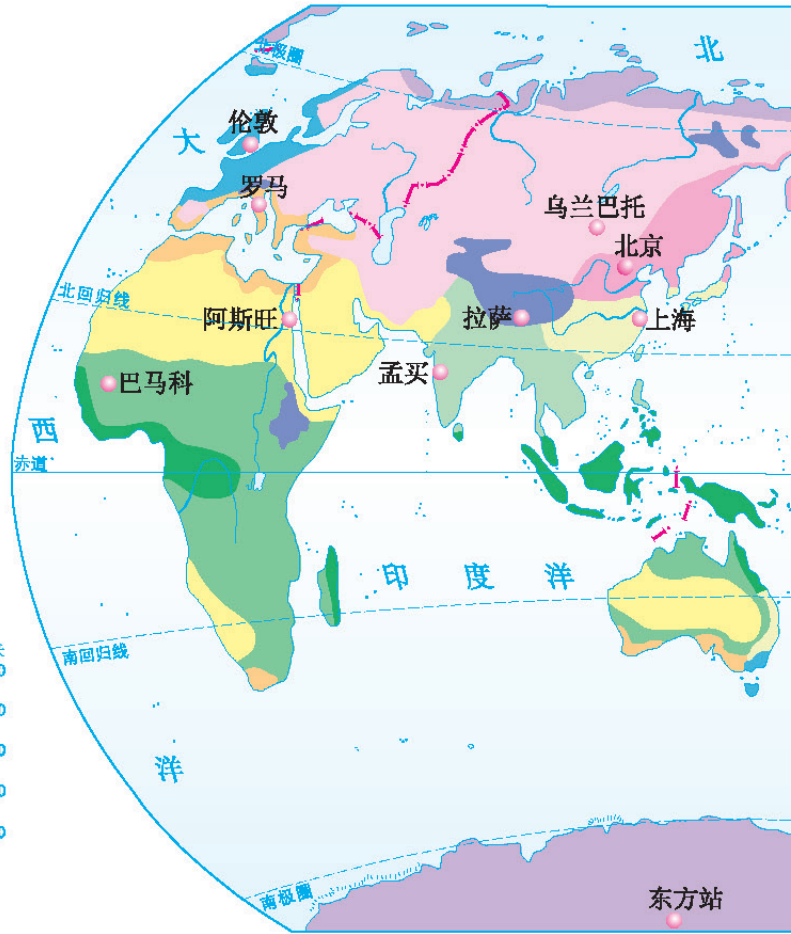 北极圈
北
大
伦敦
罗马
乌兰巴托
北京
北回归线
阿斯旺
拉萨
上海
孟买
巴马科
西
赤道
印度洋
南回归线
洋
南极圈
东方站